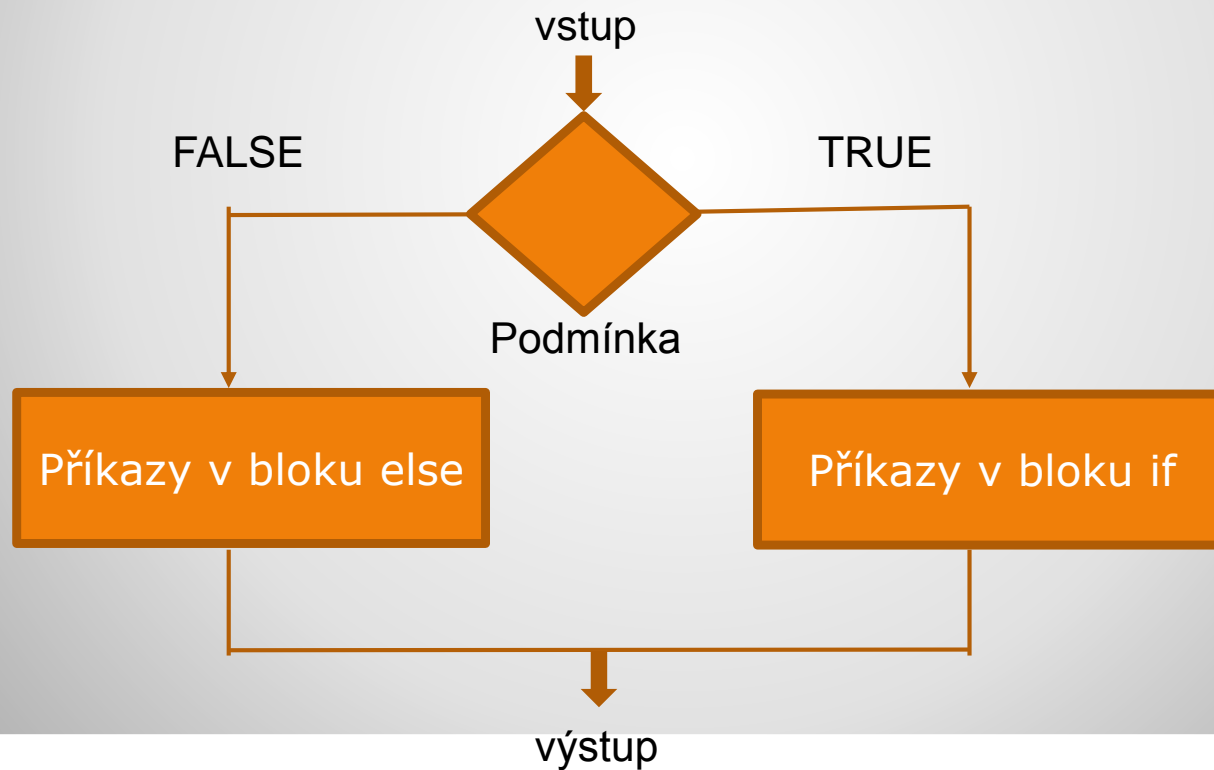 vstup
FALSE
TRUE
Podmínka
Příkazy v bloku else
Příkazy v bloku if
výstup